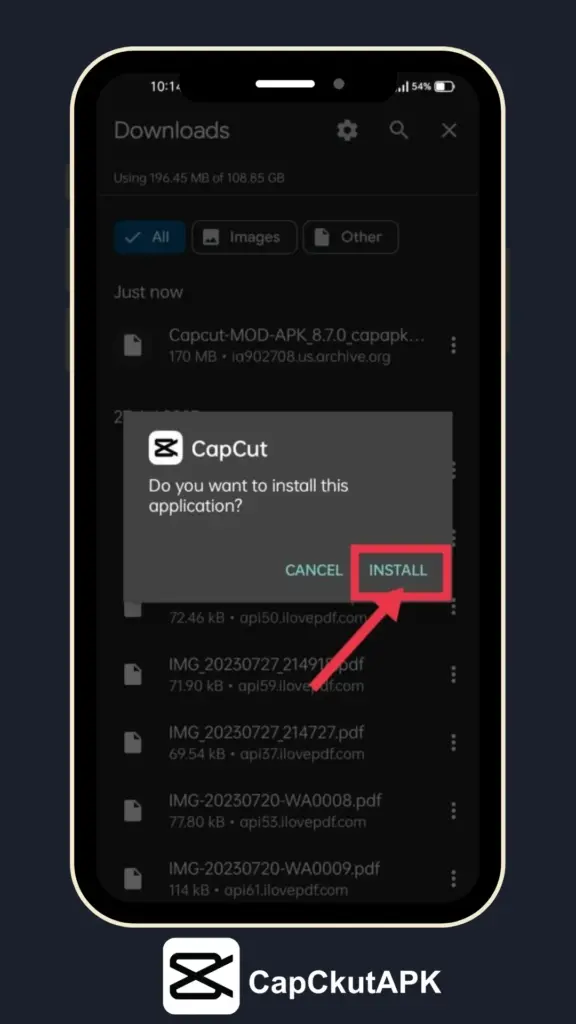 10:14
54%
Downloads
Using 196.45 MB of 108.85 GB
All
Images
Other
Just now
Capcut-MOD-APK_8.7.0_capapk...
170 MB • ia902708.us.archive.org
CapCut
Do you want to install this
application?
CANCEL
INSTALL
72.46 kB • api50.ilovepdf.com
IMG_20230727_214915.pdf
71.90 kB • api59.ilovepdf.com
IMG_20230727_214727.pdf
69.54 kB • api37.ilovepdf.com
IMG-20230720-WA0008.pdf
77.80 kB • api53.ilovepdf.com
IMG-20230720-WA0009.pdf
114 kB • api61.ilovepdf.com
CapCkutAPK